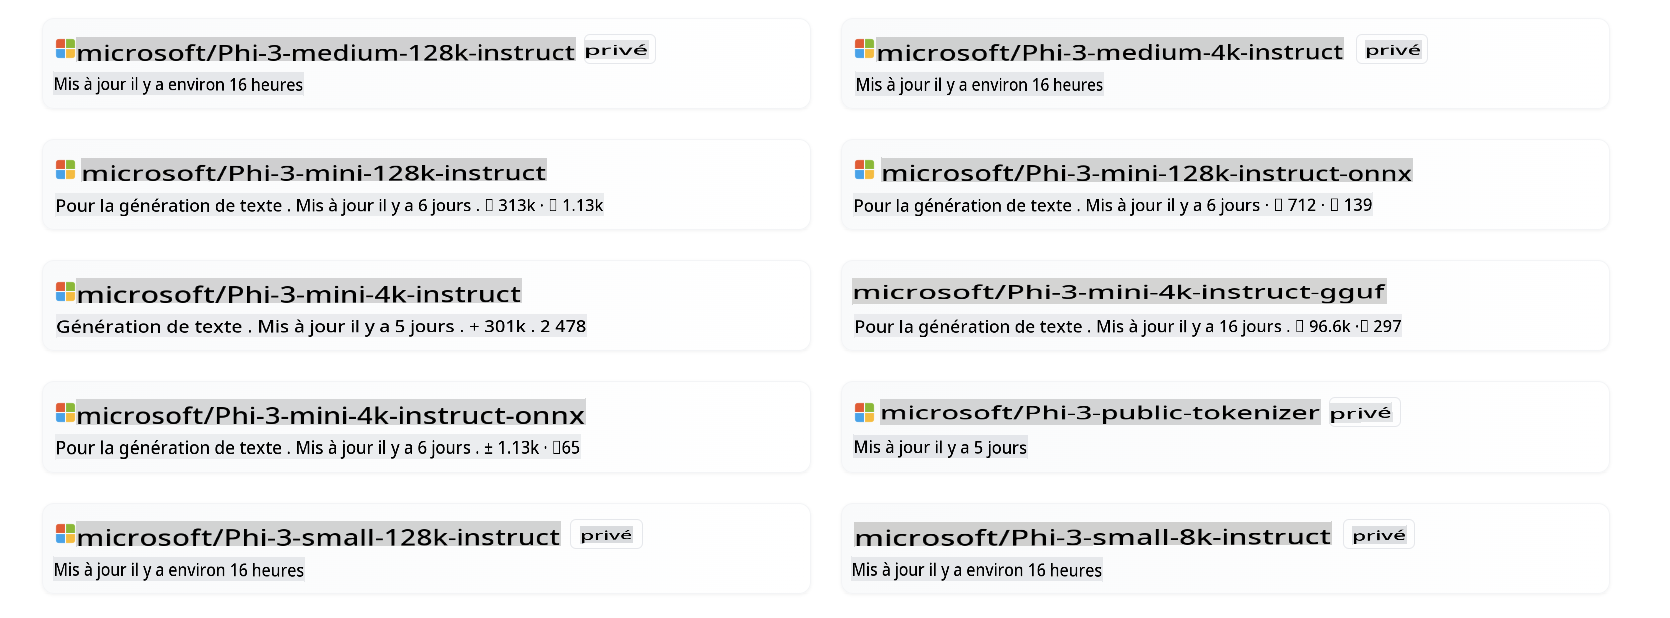 microsoft/Phi-3-medium-128k-instruct privé
Mis à jour il y a environ 16 heures
microsoft/Phi-3-medium-4k-instruct privé
Mis à jour il y a environ 16 heures
microsoft/Phi-3-mini-128k-instruct
Pour la génération de texte . Mis à jour il y a 6 jours . ▯ 313k · ▯ 1.13k
microsoft/Phi-3-mini-128k-instruct-onnx
Pour la génération de texte . Mis à jour il y a 6 jours · ▯ 712 · ▯ 139
microsoft/Phi-3-mini-4k-instruct
Génération de texte . Mis à jour il y a 5 jours . + 301k . 2 478
microsoft/Phi-3-mini-4k-instruct-gguf
Pour la génération de texte . Mis à jour il y a 16 jours . ▯ 96.6k ·▯ 297
microsoft/Phi-3-mini-4k-instruct-onnx
Pour la génération de texte . Mis à jour il y a 6 jours . ± 1.13k · ▯65
microsoft/Phi-3-public-tokenizer privé
Mis à jour il y a 5 jours
microsoft/Phi-3-small-128k-instruct privé
Mis à jour il y a environ 16 heures
microsoft/Phi-3-small-8k-instruct privé
Mis à jour il y a environ 16 heures